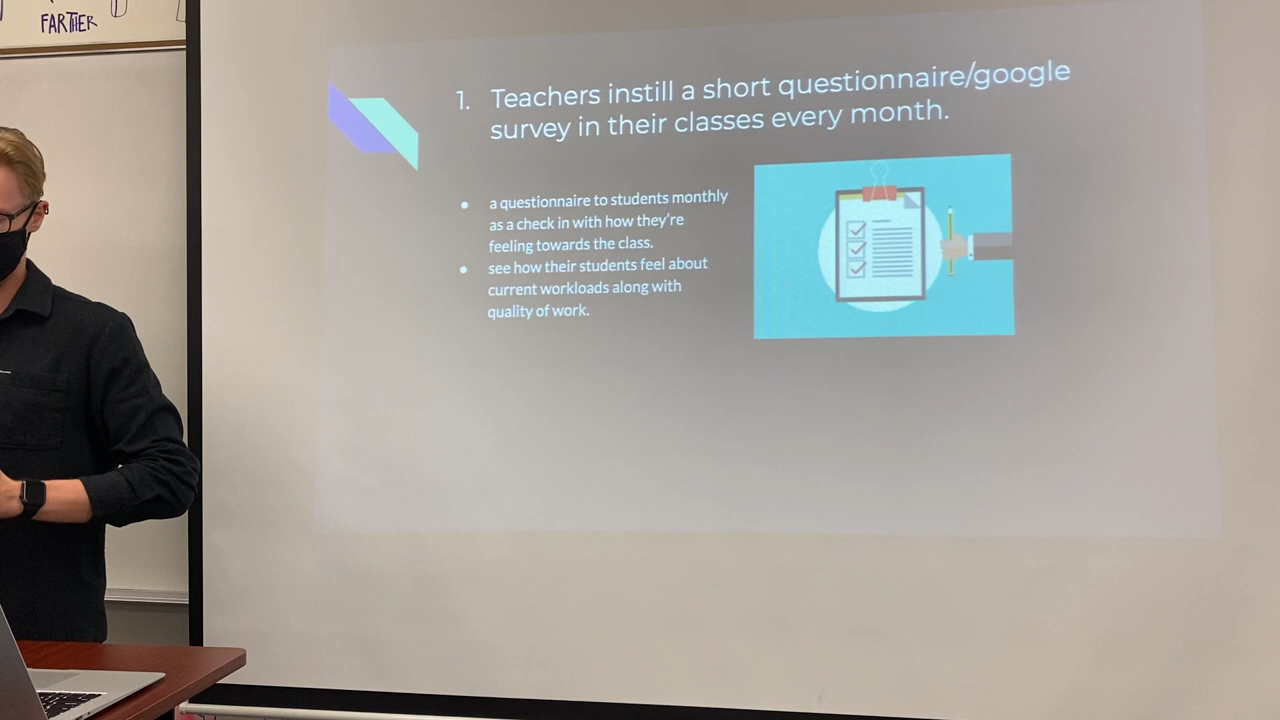 FARTHER
1. Teachers instill a short questionnaire/google
survey in their classes every month.
● a questionnaire to students monthly
as a check in with how they're
feeling towards the class.
● see how their students feel about
current workloads along with
quality of work.